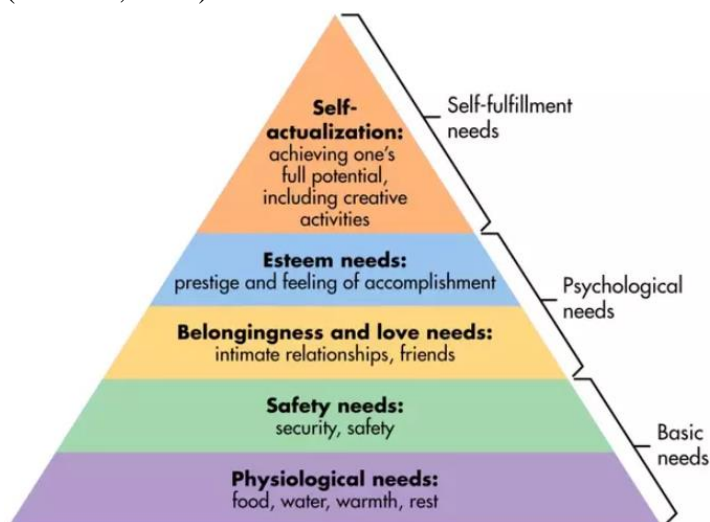 Self-
actualization:
achieving one's
full potential,
including creative
activities
Self-fulfillment
needs
Esteem needs:
prestige and feeling of accomplishment
Psychological
needs
Belongingness and love needs:
intimate relationships, friends
Safety needs:
security, safety
Basic
needs
Physiological needs:
food, water, warmth, rest